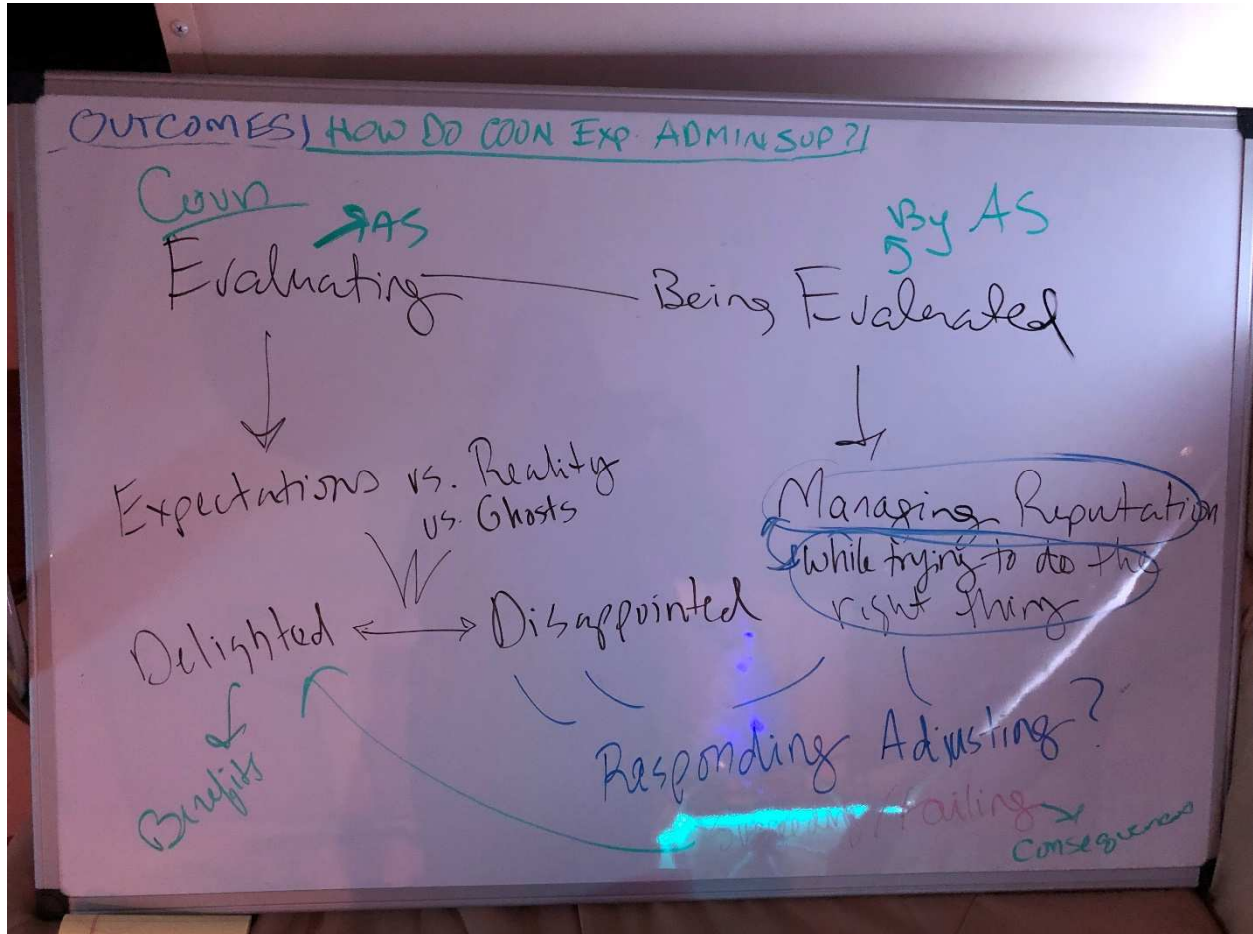 OUTCOMES) HOW DO COUN EXP. ADMIN SUP?
Coun
AS
By AS
Evaluating
Being Evaluated
Expectations vs. Reality
vs. Ghosts
Managing Reputation
while trying to do the
right thing
Delighted
Disappointed
Benefits
Responding Adjusting?
/Failing
Consequences